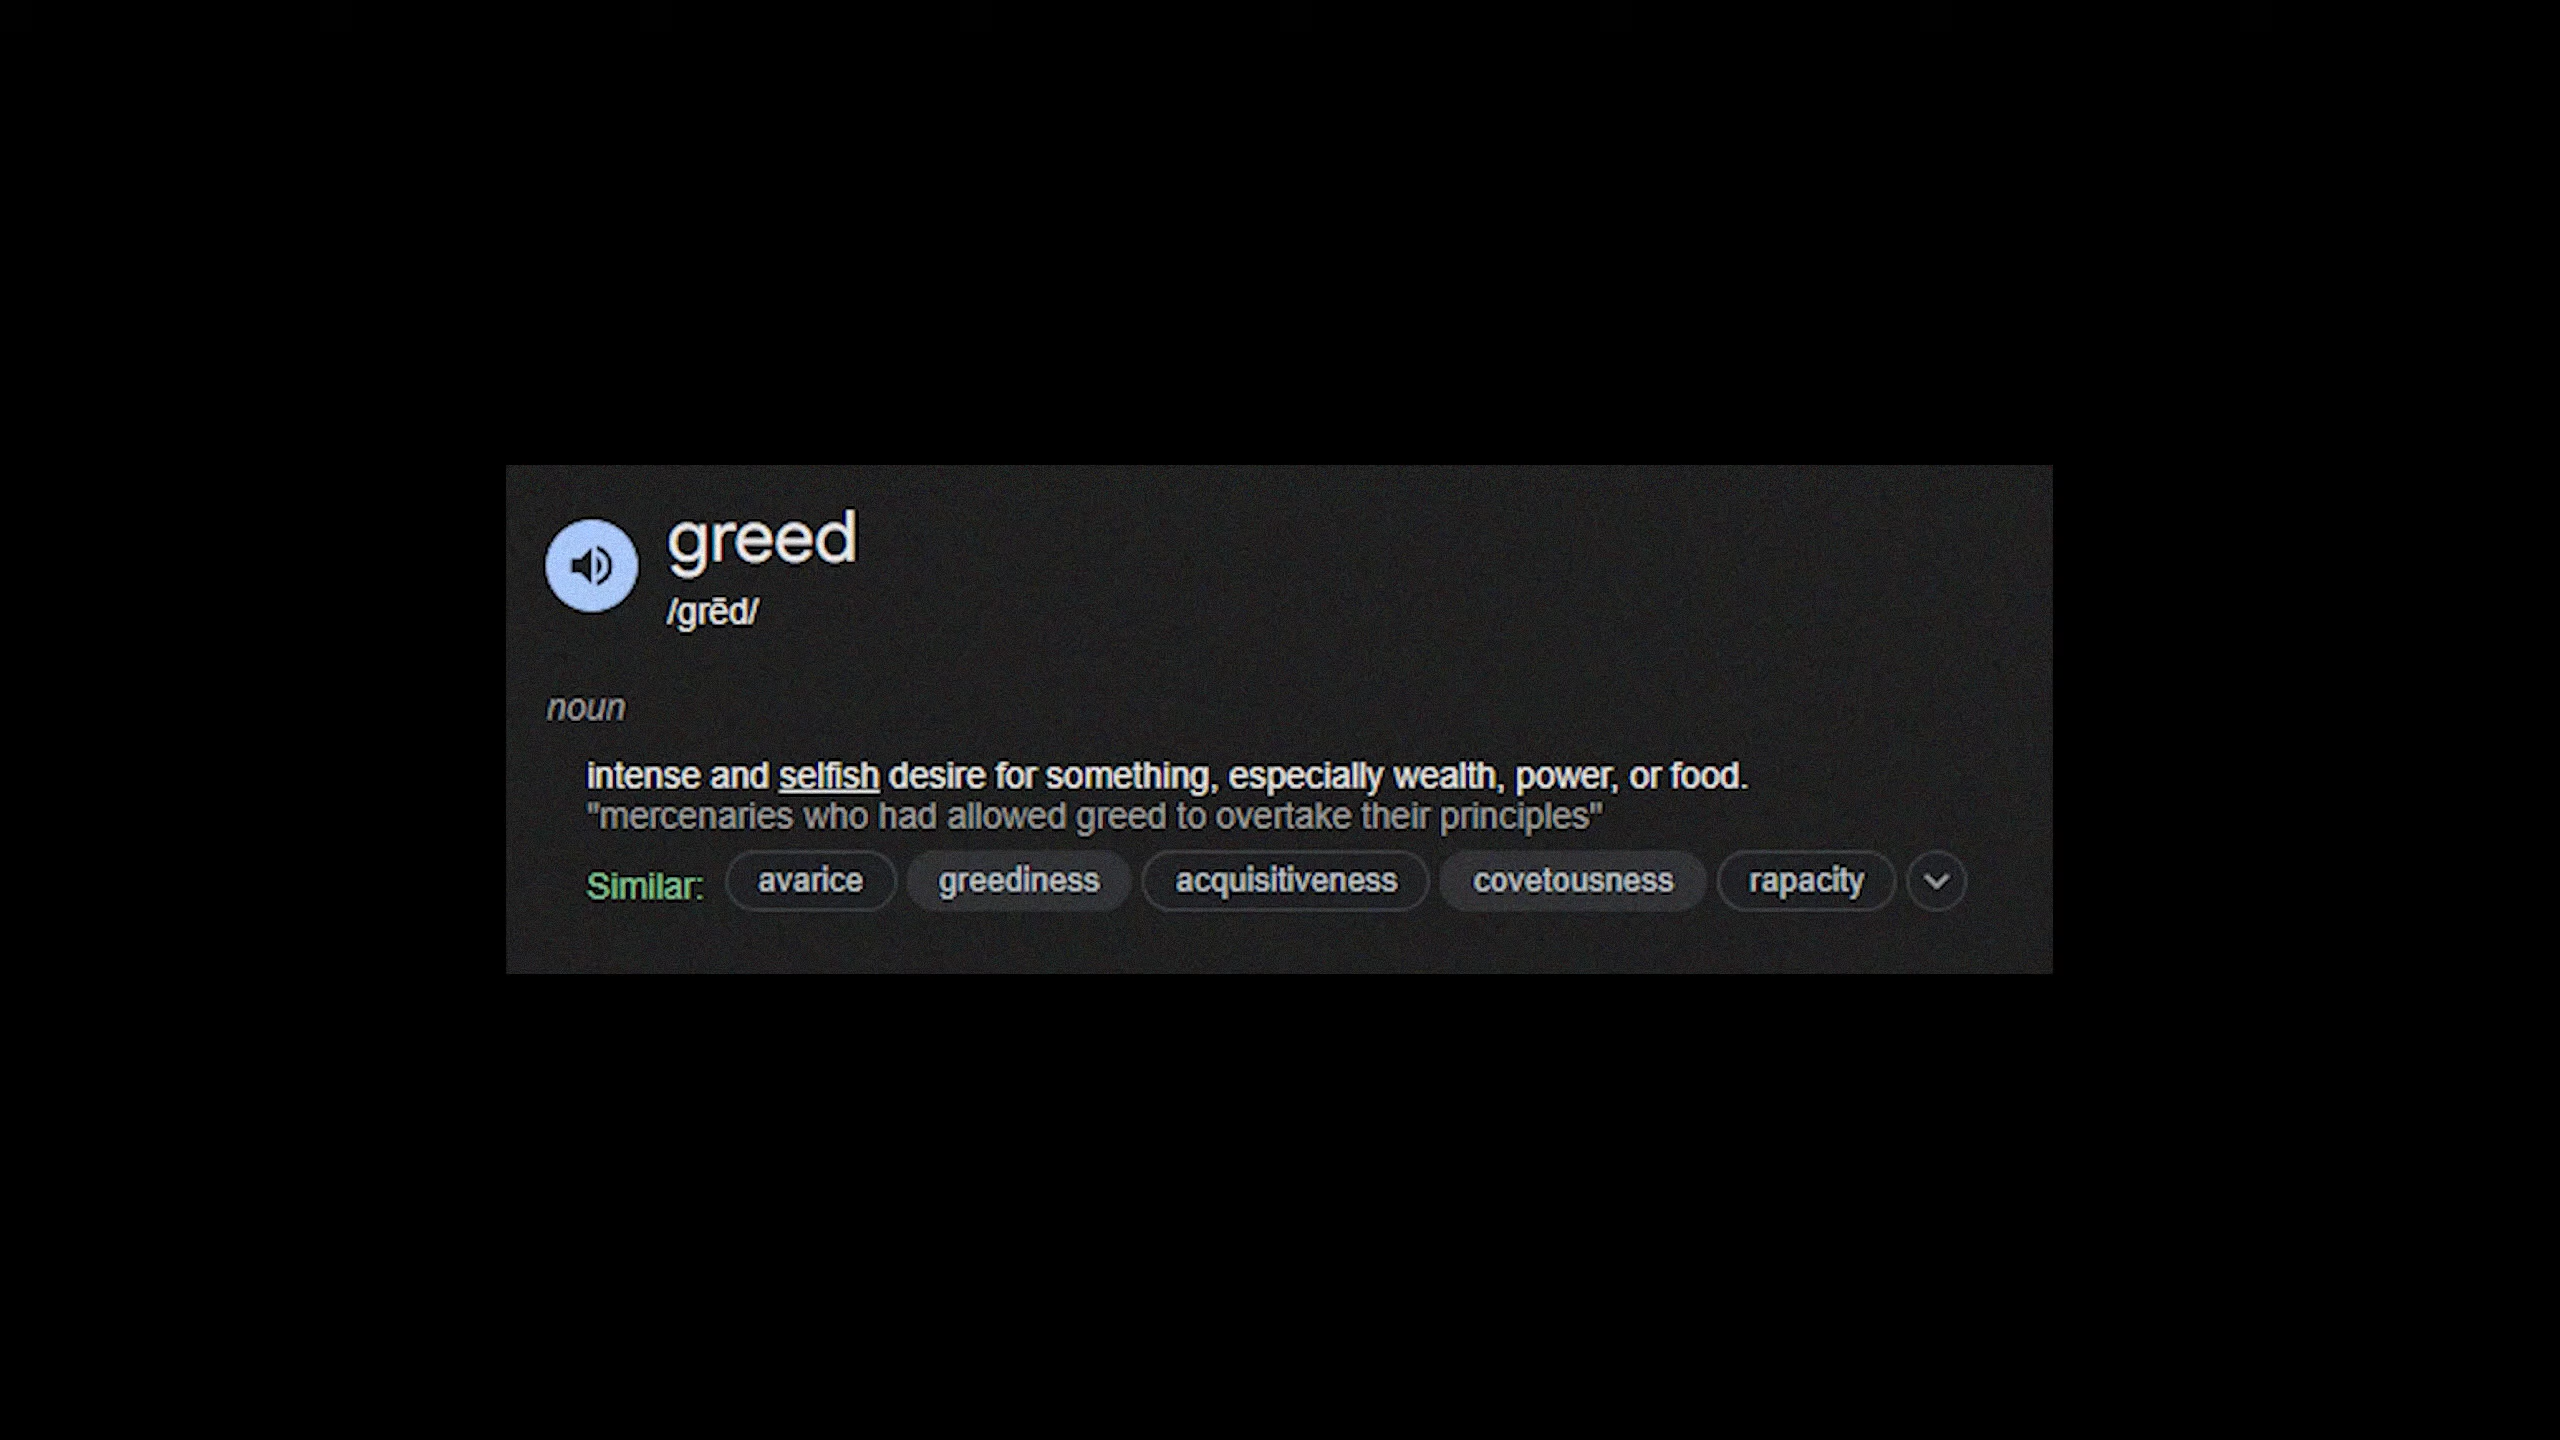 greed
/grēd/
noun
intense and selfish desire for something, especially wealth, power, or food.
"mercenaries who had allowed greed to overtake their principles"
Similar: avarice greediness acquisitiveness covetousness rapacity